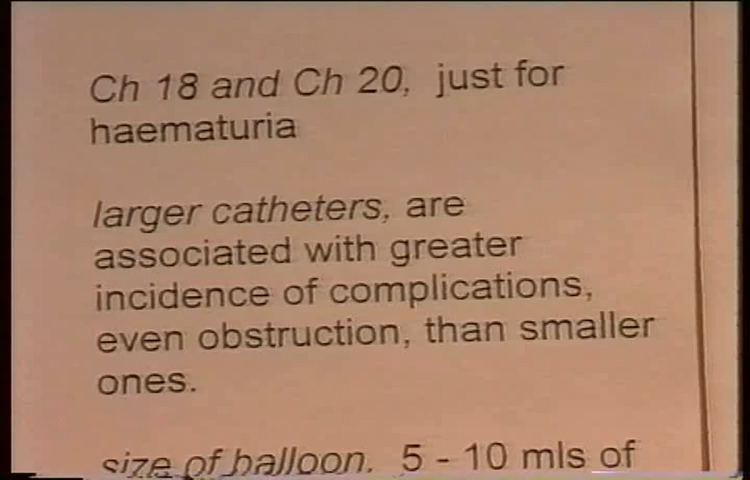 Ch 18 and Ch 20, just for
haematuria
larger catheters, are
associated with greater
incidence of complications,
even obstruction, than smaller
ones.
size of balloon. 5 - 10 mls of